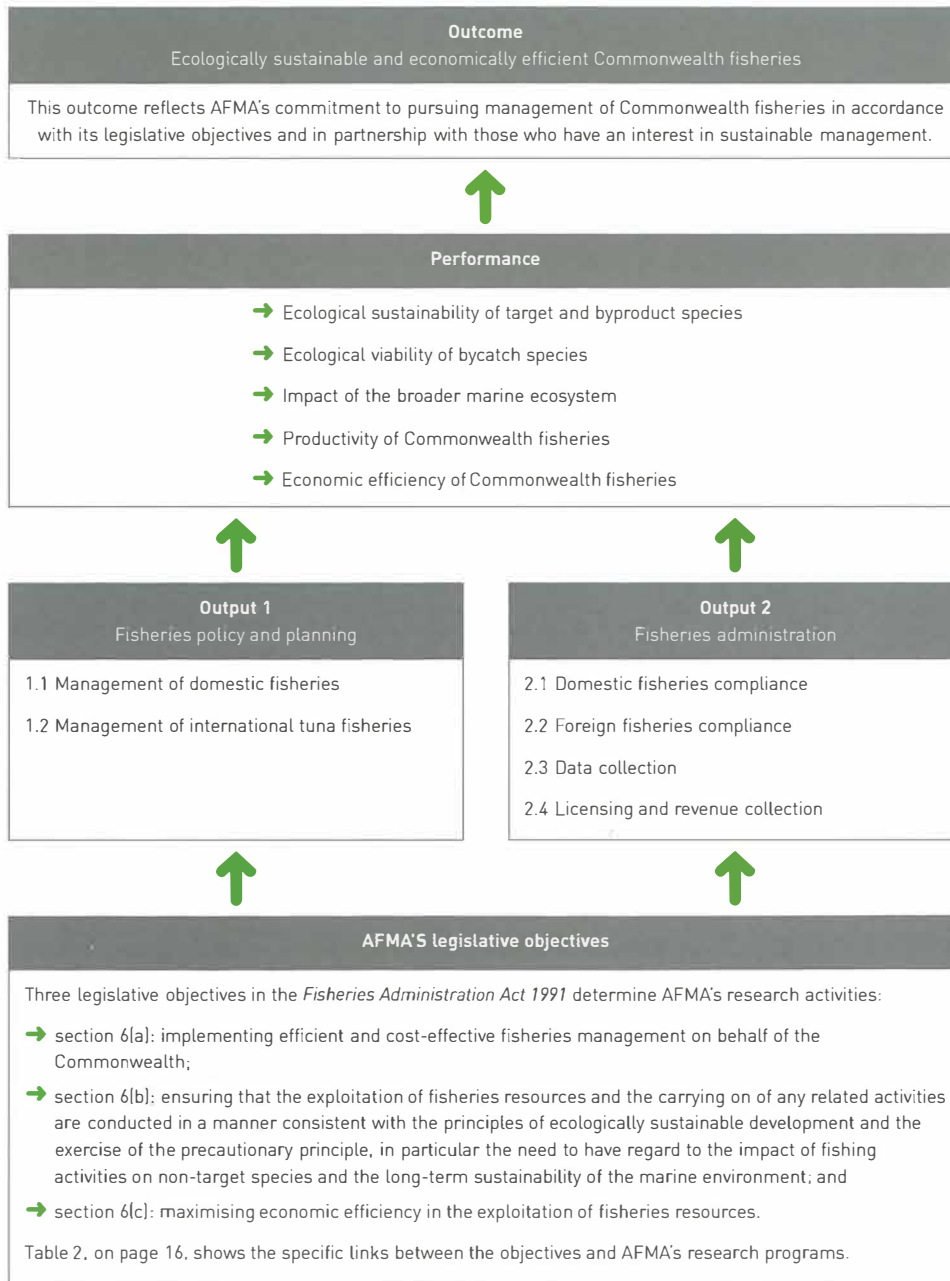 Outcome
Ecologically sustainable and economically efficient Commonwealth fisheries
This outcome reflects AFMA's commitment to pursuing management of Commonwealth fisheries in accordance
with its legislative objectives and in partnership with those who have an interest in sustainable management.
Performance
Ecological sustainability of target and byproduct species
Ecological viability of bycatch species
Impact of the broader marine ecosystem
Productivity of Commonwealth fisheries
Economic efficiency of Commonwealth fisheries
Output 1
Fisheries policy and planning
1.1 Management of domestic fisheries
1.2 Management of international tuna fisheries
Output 2
Fisheries administration
2.1 Domestic fisheries compliance
2.2 Foreign fisheries compliance
2.3 Data collection
2.4 Licensing and revenue collection
AFMA'S legislative objectives
Three legislative objectives in the Fisheries Administration Act 1991 determine AFMA's research activities:
section 6(a): implementing efficient and cost-effective fisheries management on behalf of the
Commonwealth;
section 6(b): ensuring that the exploitation of fisheries resources and the carrying on of any related activities
are conducted in a manner consistent with the principles of ecologically sustainable development and the
exercise of the precautionary principle, in particular the need to have regard to the impact of fishing
activities on non-target species and the long-term sustainability of the marine environment; and
section 6(c): maximising economic efficiency in the exploitation of fisheries resources.
Table 2, on page 16, shows the specific links between the objectives and AFMA's research programs.